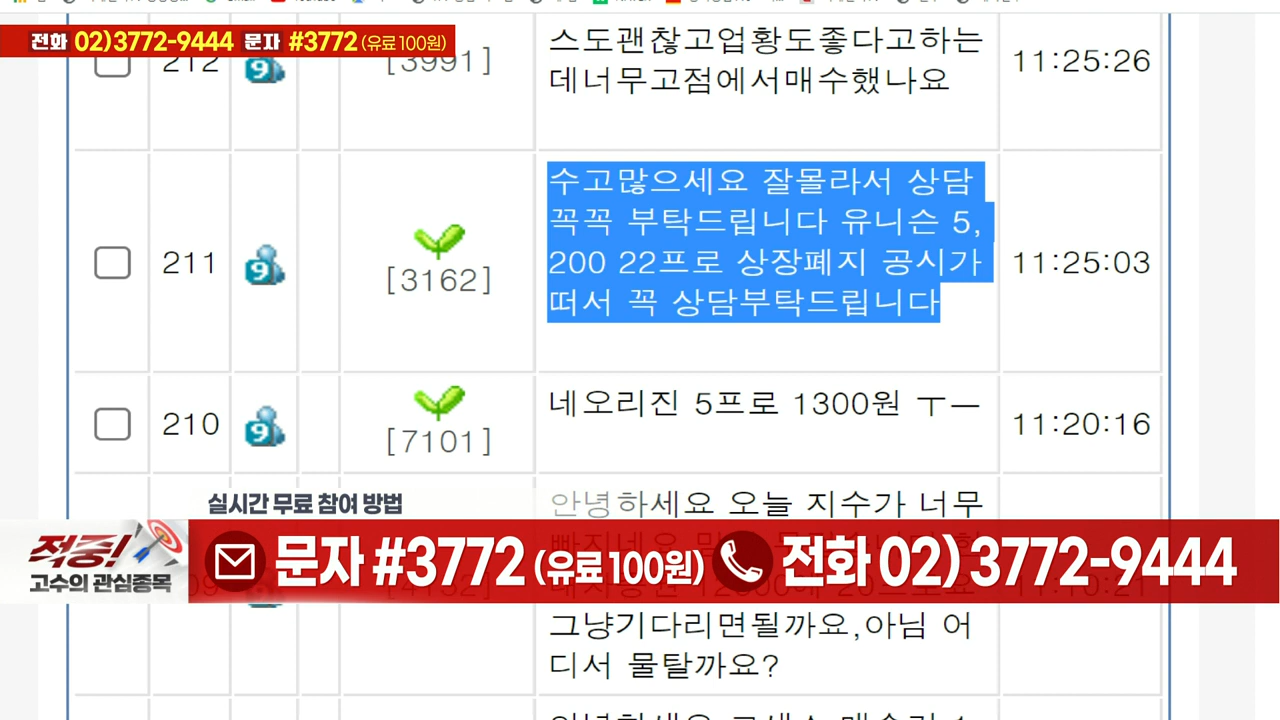 전화 02)3772-9444 문자 #3772 (유료 100원)
212
9
[3991]
스도괜찮고업황도좋다고하는
데너무고점에서매수했나요
11:25:26
211
9
[3162]
수고많으세요 잘몰라서 상담
꼭꼭 부탁드립니다 유니슨 5,
200 22프로 상장폐지 공시가
떠서 꼭 상담부탁드립니다
11:25:03
210
9
[7101]
네오리진 5프로 1300원 ㅜㅡ
11:20:16
실시간 무료 참여 방법
안녕하세요 오늘 지수가 너무
적중!
고수의 관심종목
문자 #3772 (유료 100원)
전화 02) 3772-9444
그냥기다리면될까요,아님 어
디서 물탈까요?